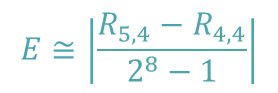 E ≅ |(R₅,₄ − R₄,₄) / (2⁸ − 1)|